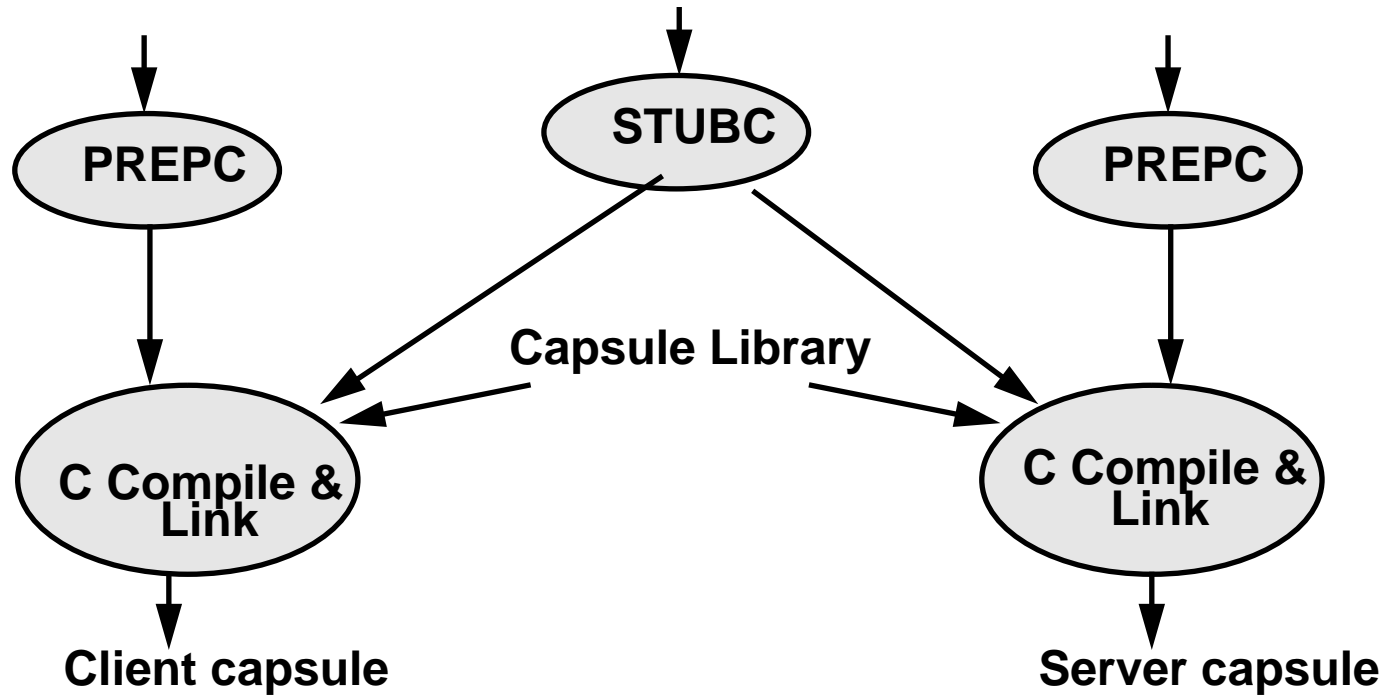 STUBC
PREPC
PREPC
Capsule Library
C Compile &
Link
C Compile &
Link
Client capsule
Server capsule